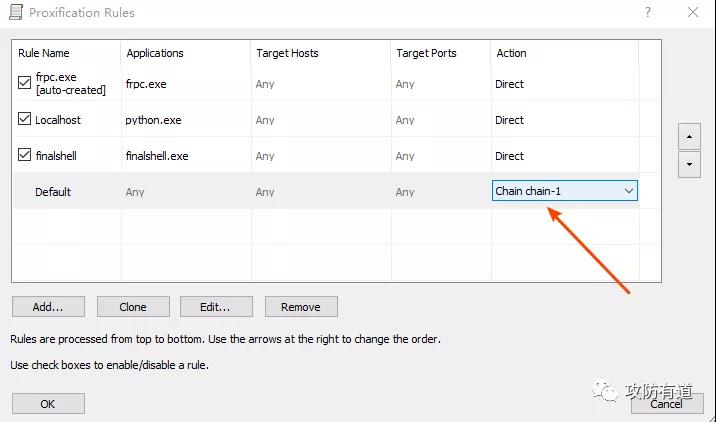 Proxification Rules
Rule Name Applications Target Hosts Target Ports Action
frpc.exe
[auto-created] frpc.exe Any Any Direct
Localhost python.exe Any Any Direct
finalshell finalshell.exe Any Any Direct
Default Any Any Any Chain chain-1
Add... Clone Edit... Remove
Rules are processed from top to bottom. Use the arrows at the right to change the order.
Use check boxes to enable/disable a rule.
攻防有道
OK Cancel